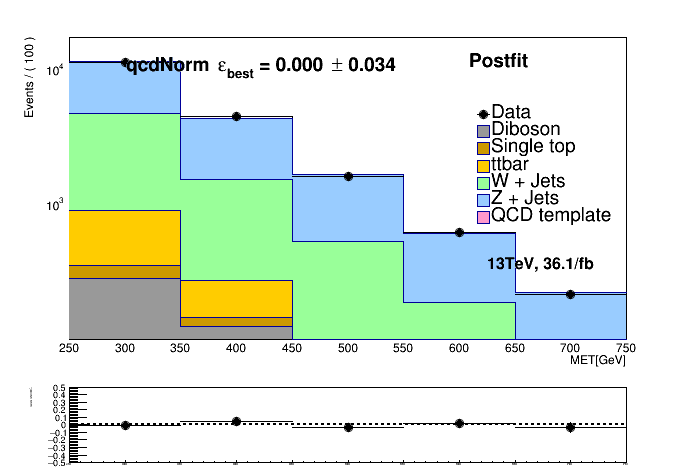 Events / ( 100 )
10⁴
10³
qcdNorm ε_best = 0.000 ± 0.034
Postfit
Data
Diboson
Single top
ttbar
W + Jets
Z + Jets
QCD template
13TeV, 36.1/fb
250 300 350 400 450 500 550 600 650 700 750
MET[GeV]
0.5
0.4
0.3
0.2
0.1
0
−0.1
−0.2
−0.3
−0.4
−0.5